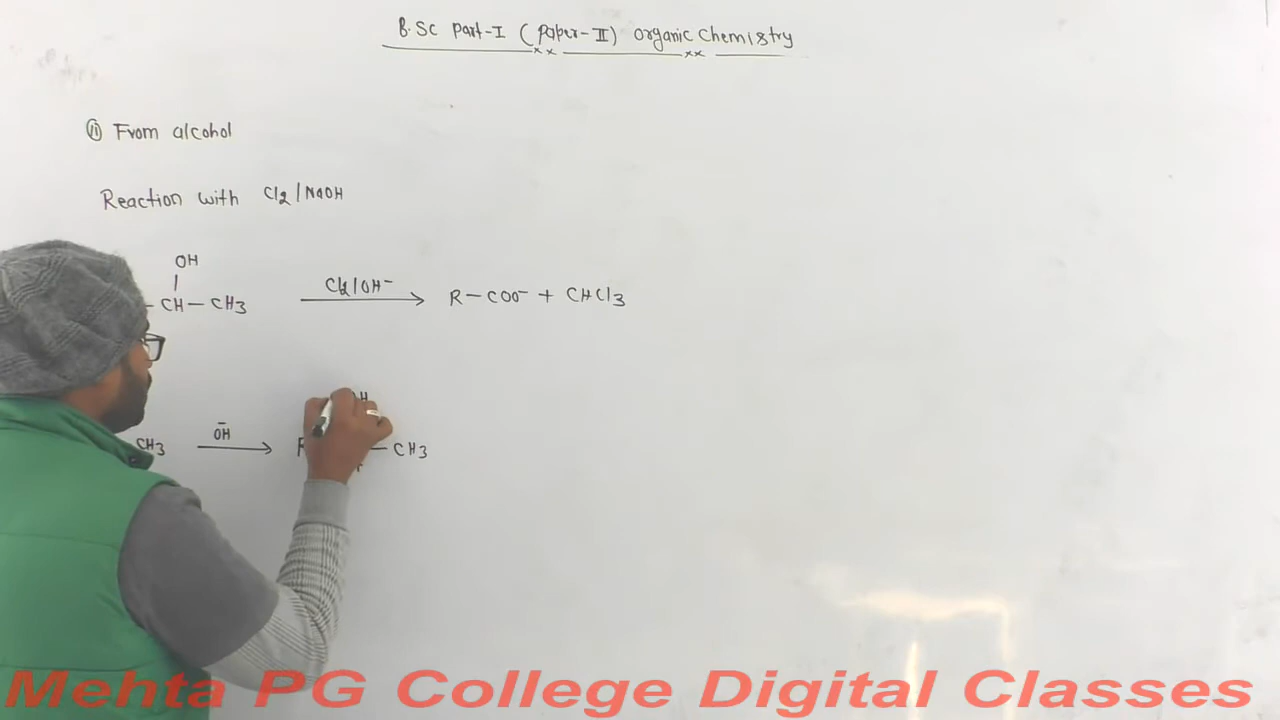 B.Sc Part-I (Paper-II) Organic Chemistry
(ii) From alcohol
Reaction with Cl2/NaOH
OH
|
— CH — CH3 Cl2/OH⁻ → R — COO⁻ + CHCl3
H
CH3 ŌH → R — CH3
Mehta PG College Digital Classes